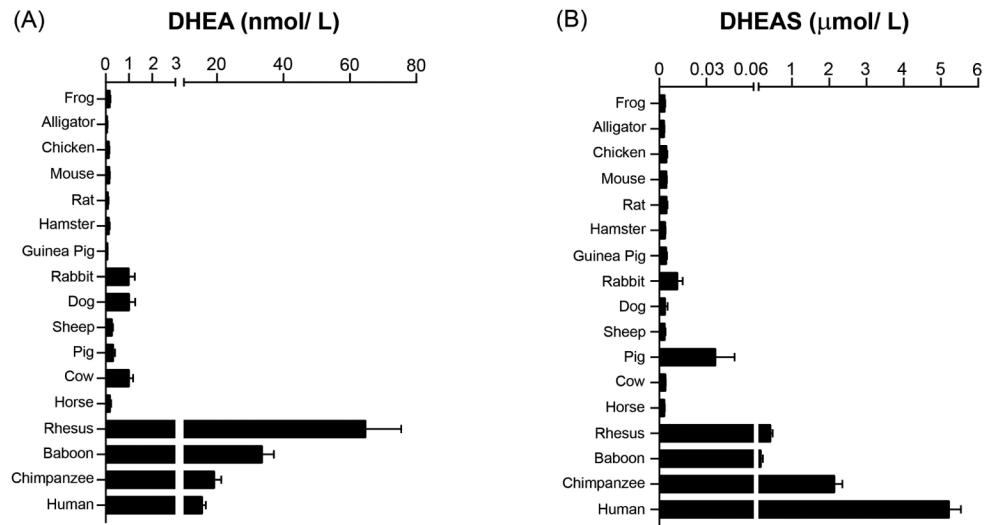 (A) DHEA (nmol/ L)
0 1 2 3 20 40 60 80
Frog
Alligator
Chicken
Mouse
Rat
Hamster
Guinea Pig
Rabbit
Dog
Sheep
Pig
Cow
Horse
Rhesus
Baboon
Chimpanzee
Human
(B) DHEAS (μmol/ L)
0 0.03 0.06 1 2 3 4 5 6
Frog
Alligator
Chicken
Mouse
Rat
Hamster
Guinea Pig
Rabbit
Dog
Sheep
Pig
Cow
Horse
Rhesus
Baboon
Chimpanzee
Human